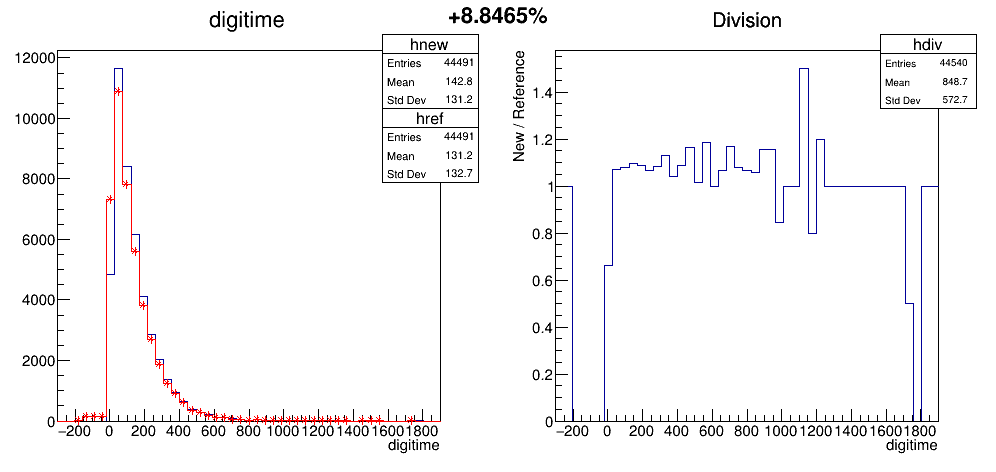 digitime
+8.8465%
Division
hnew
Entries 44491
Mean 142.8
Std Dev 131.2
href
Entries 44491
Mean 131.2
Std Dev 132.7
12000
10000
8000
6000
4000
2000
0
−200 0 200 400 600 800 1000 1200 1400 1600 1800
digitime
hdiv
Entries 44540
Mean 848.7
Std Dev 572.7
New / Reference
1.4
1.2
1
0.8
0.6
0.4
0.2
0
−200 0 200 400 600 800 1000 1200 1400 1600 1800
digitime